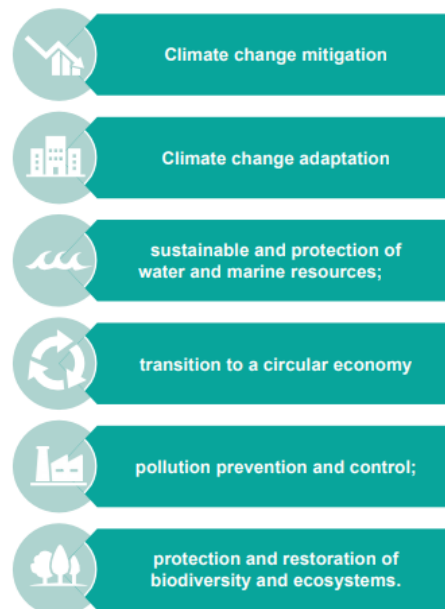 Climate change mitigation
Climate change adaptation
sustainable and protection of
water and marine resources;
transition to a circular economy
pollution prevention and control;
protection and restoration of
biodiversity and ecosystems.